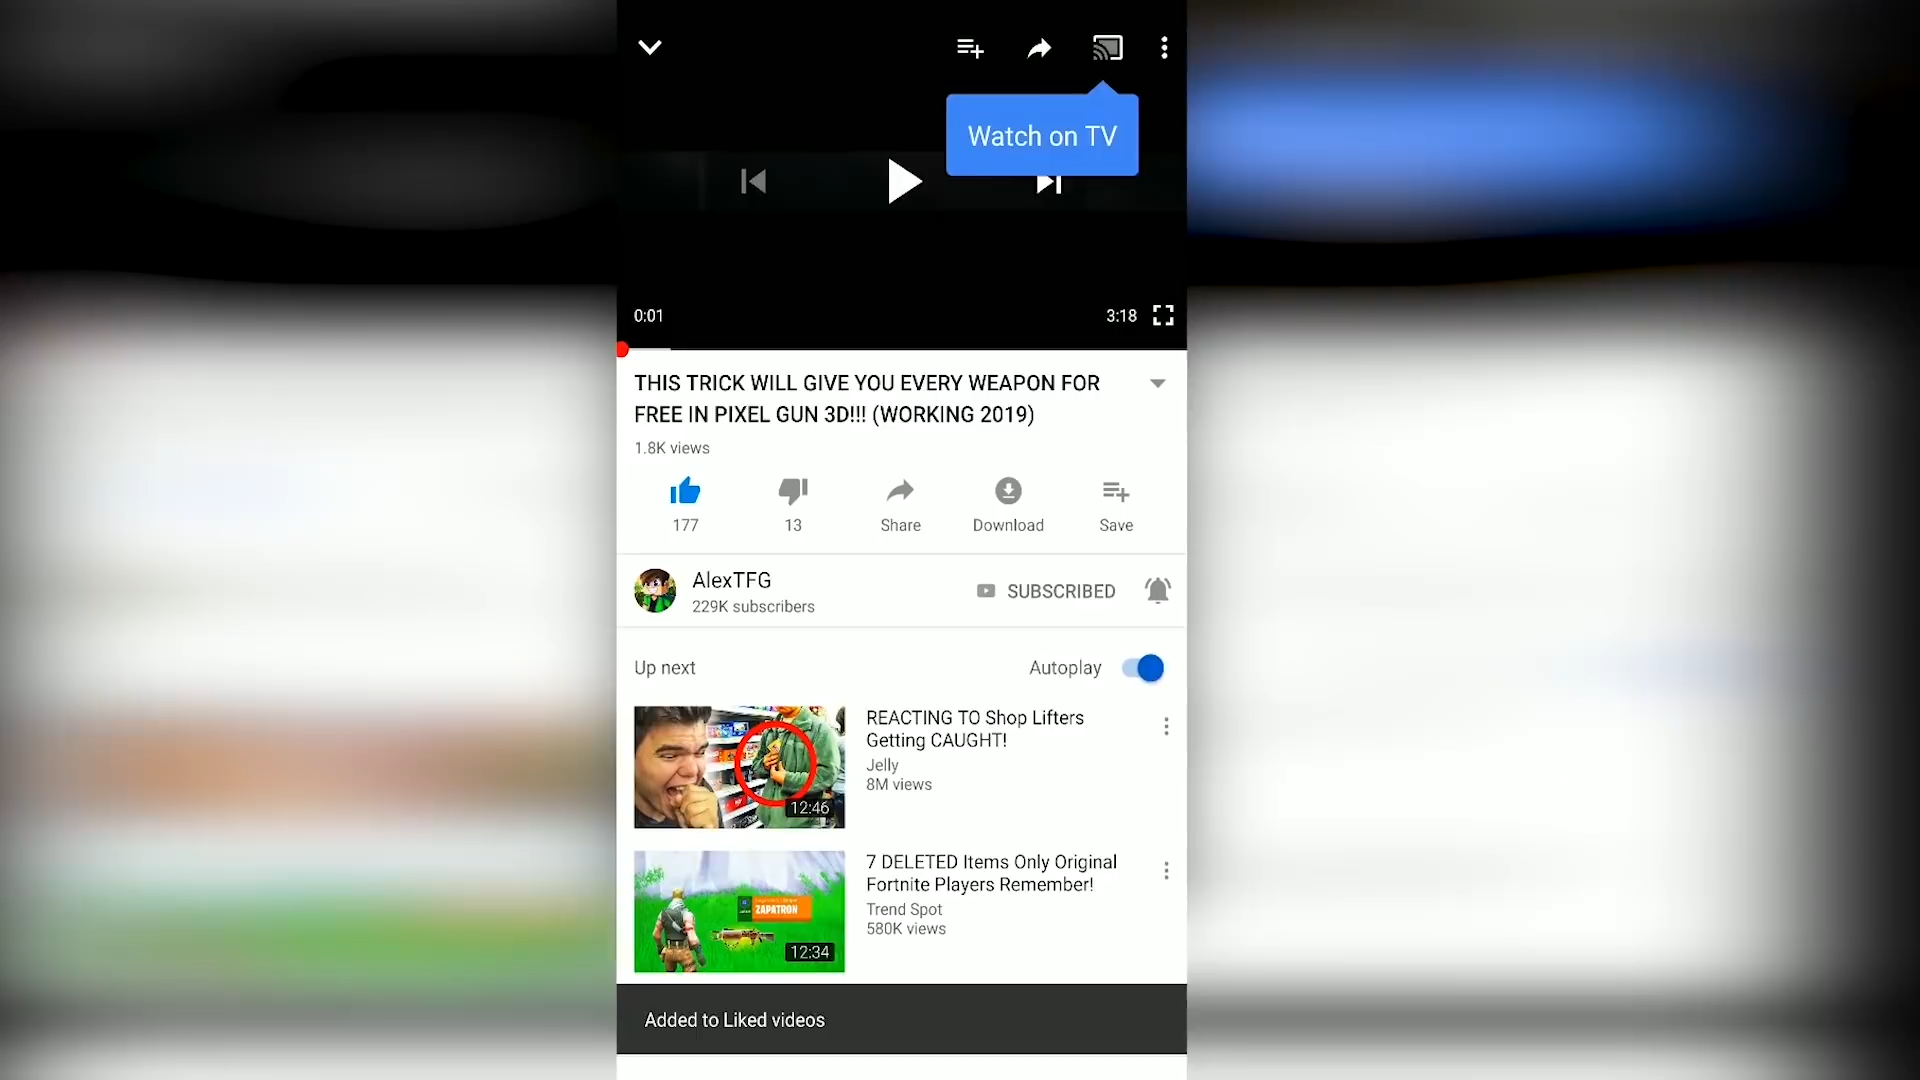 Watch on TV
0:01
3:18
THIS TRICK WILL GIVE YOU EVERY WEAPON FOR
FREE IN PIXEL GUN 3D!!! (WORKING 2019)
1.8K views
177
13
Share
Download
Save
AlexTFG
229K subscribers
SUBSCRIBED
Up next
Autoplay
REACTING TO Shop Lifters
Getting CAUGHT!
Jelly
8M views
12:46
7 DELETED Items Only Original
Fortnite Players Remember!
Trend Spot
580K views
ZAPATRON
12:34
Added to Liked videos